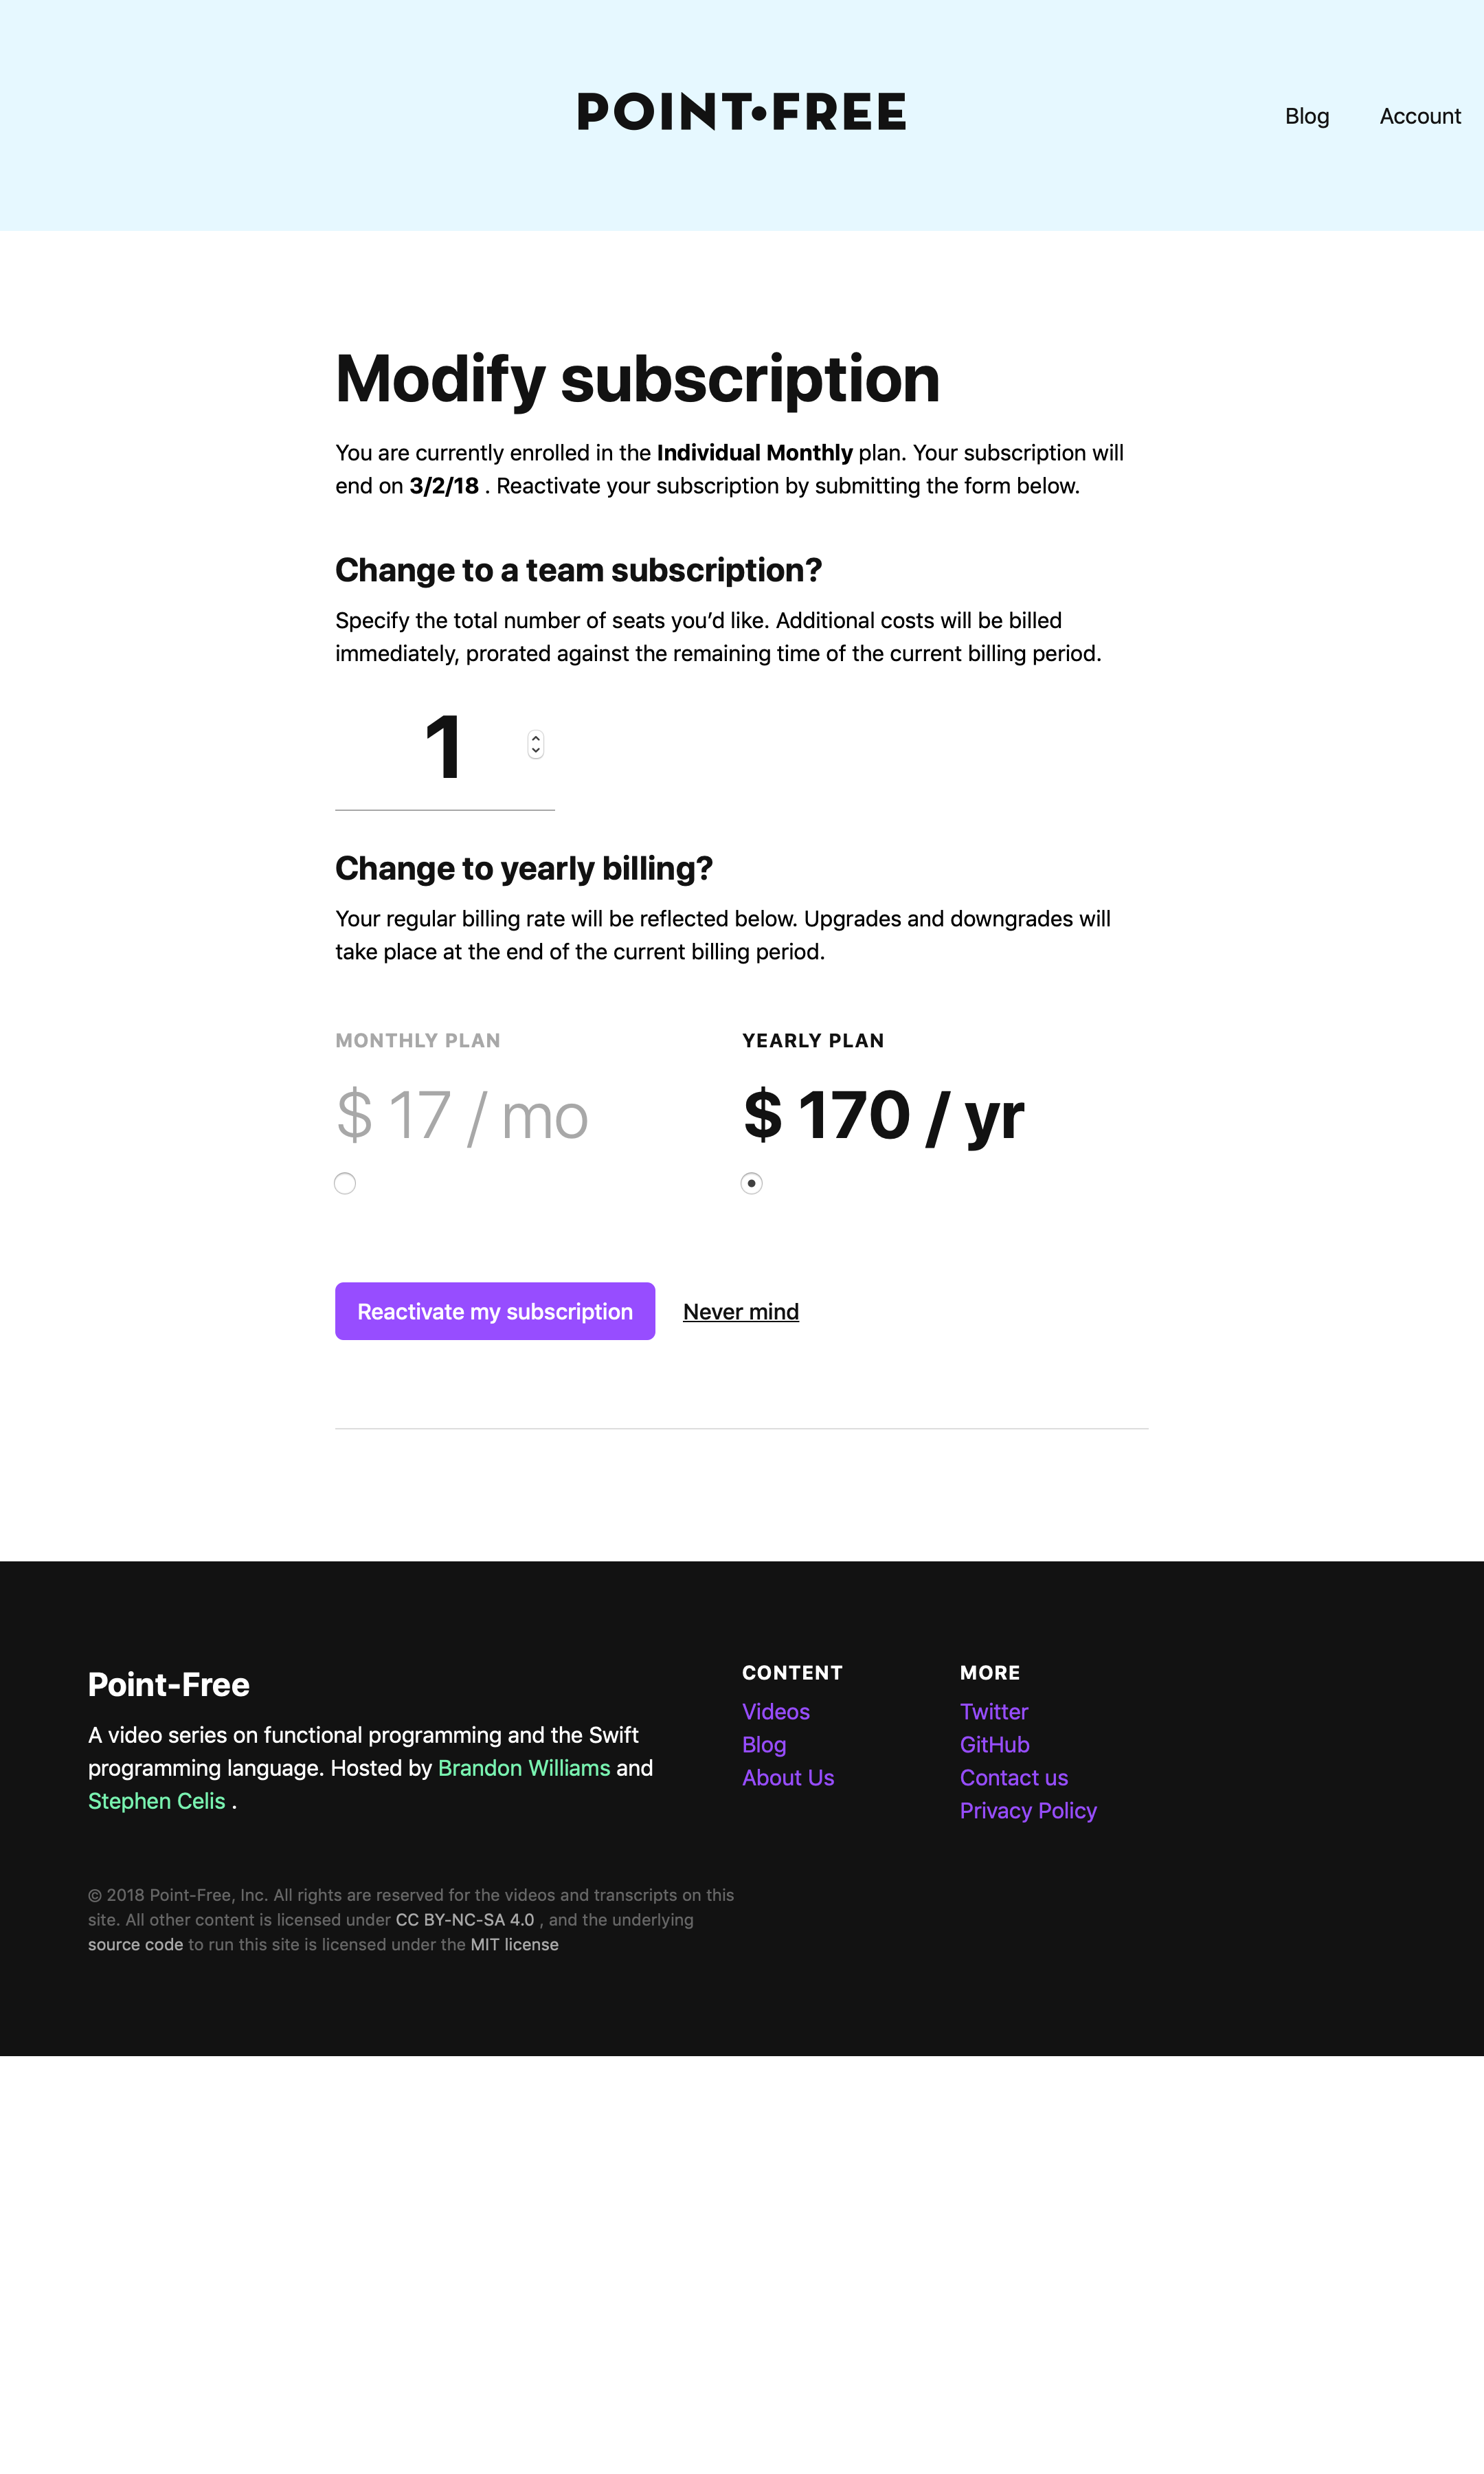 POINT•FREE
Blog
Account
Modify subscription
You are currently enrolled in the Individual Monthly plan. Your subscription will
end on 3/2/18 . Reactivate your subscription by submitting the form below.
Change to a team subscription?
Specify the total number of seats you’d like. Additional costs will be billed
immediately, prorated against the remaining time of the current billing period.
1
Change to yearly billing?
Your regular billing rate will be reflected below. Upgrades and downgrades will
take place at the end of the current billing period.
MONTHLY PLAN
$ 17 / mo
YEARLY PLAN
$ 170 / yr
Reactivate my subscription
Never mind
Point-Free
A video series on functional programming and the Swift
programming language. Hosted by Brandon Williams and
Stephen Celis .
CONTENT
Videos
Blog
About Us
MORE
Twitter
GitHub
Contact us
Privacy Policy
© 2018 Point-Free, Inc. All rights are reserved for the videos and transcripts on this
site. All other content is licensed under CC BY-NC-SA 4.0 , and the underlying
source code to run this site is licensed under the MIT license